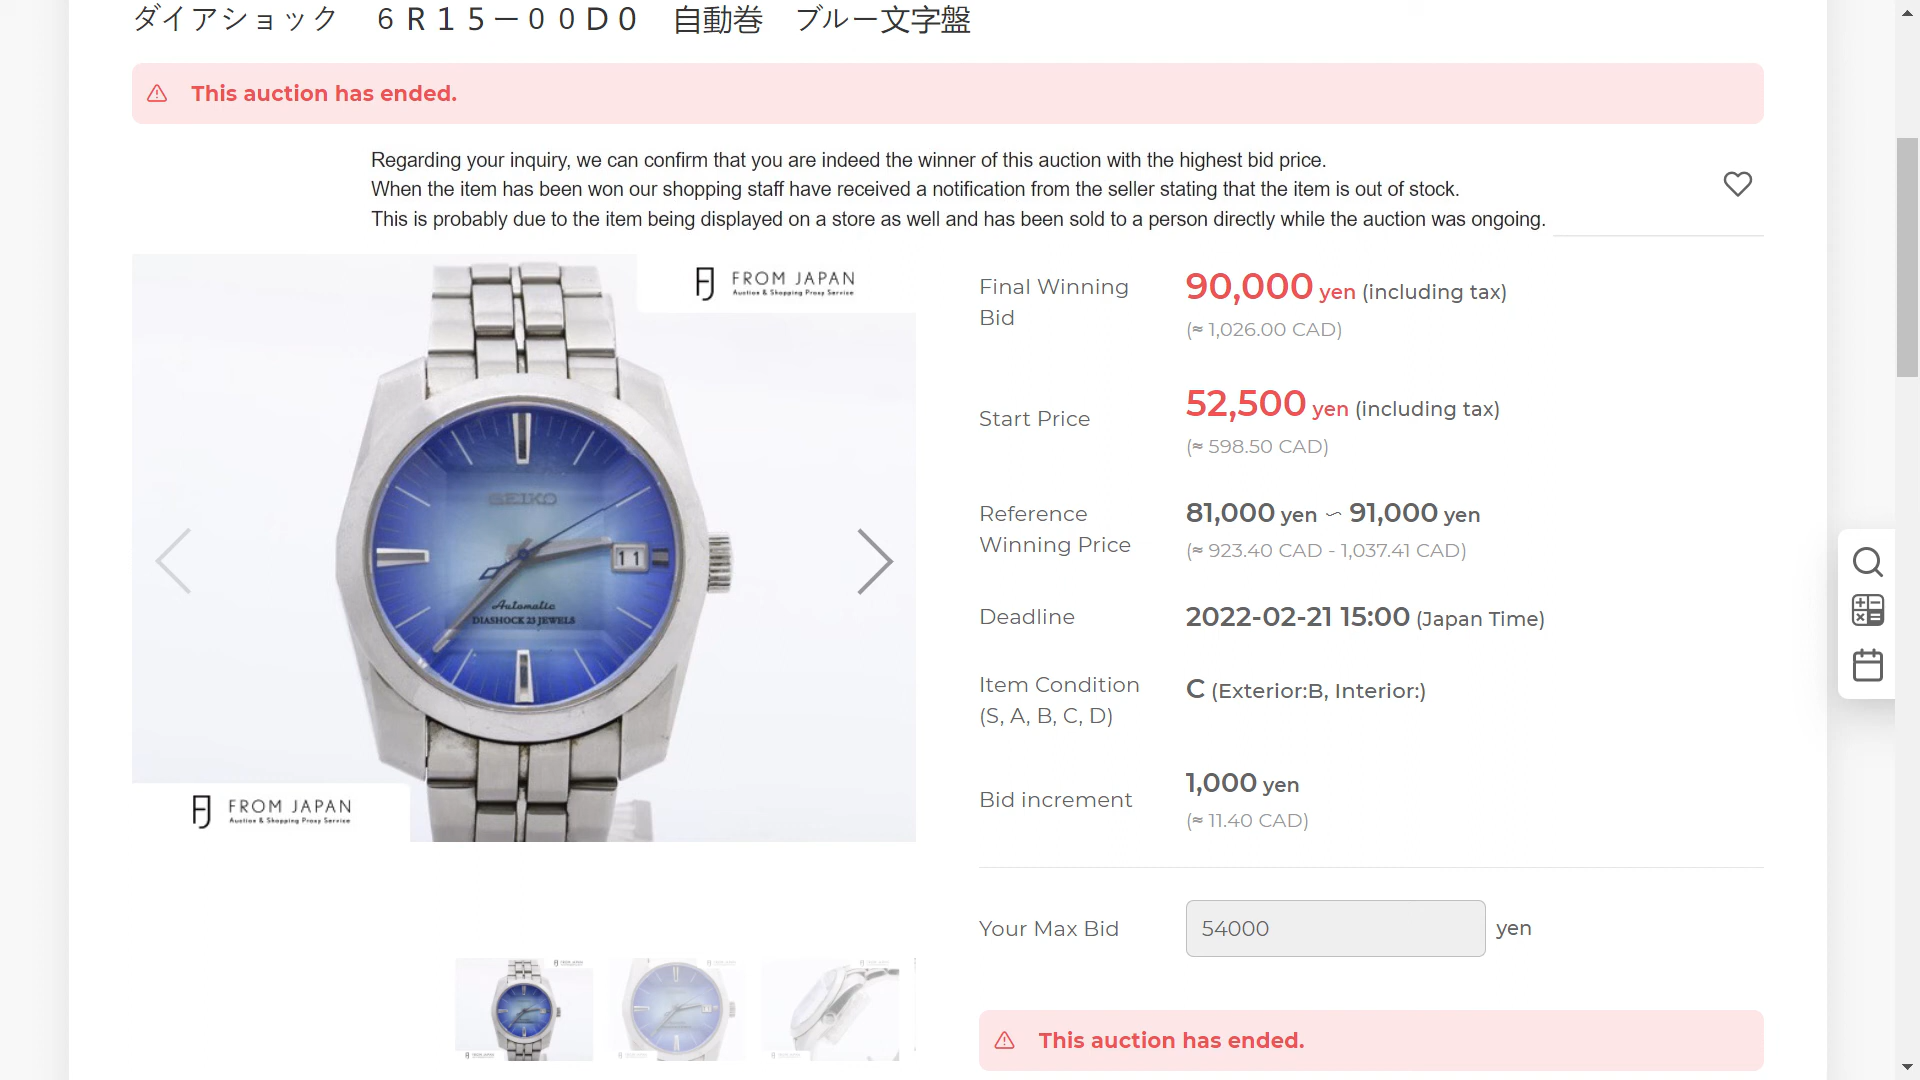 ダイアショック　６Ｒ１５－００Ｄ０　自動巻　ブルー文字盤
This auction has ended.
Regarding your inquiry, we can confirm that you are indeed the winner of this auction with the highest bid price.
When the item has been won our shopping staff have received a notification from the seller stating that the item is out of stock.
This is probably due to the item being displayed on a store as well and has been sold to a person directly while the auction was ongoing.
FROM JAPAN
Auction & Shopping Proxy Service
SEIKO
11
Automatic
DIASHOCK 23 JEWELS
FROM JAPAN
Auction & Shopping Proxy Service
Final Winning Bid
90,000 yen (including tax)
(≈ 1,026.00 CAD)
Start Price
52,500 yen (including tax)
(≈ 598.50 CAD)
Reference Winning Price
81,000 yen ～ 91,000 yen
(≈ 923.40 CAD - 1,037.41 CAD)
Deadline
2022-02-21 15:00 (Japan Time)
Item Condition
(S, A, B, C, D)
C (Exterior:B, Interior:)
Bid increment
1,000 yen
(≈ 11.40 CAD)
Your Max Bid
54000 yen
This auction has ended.